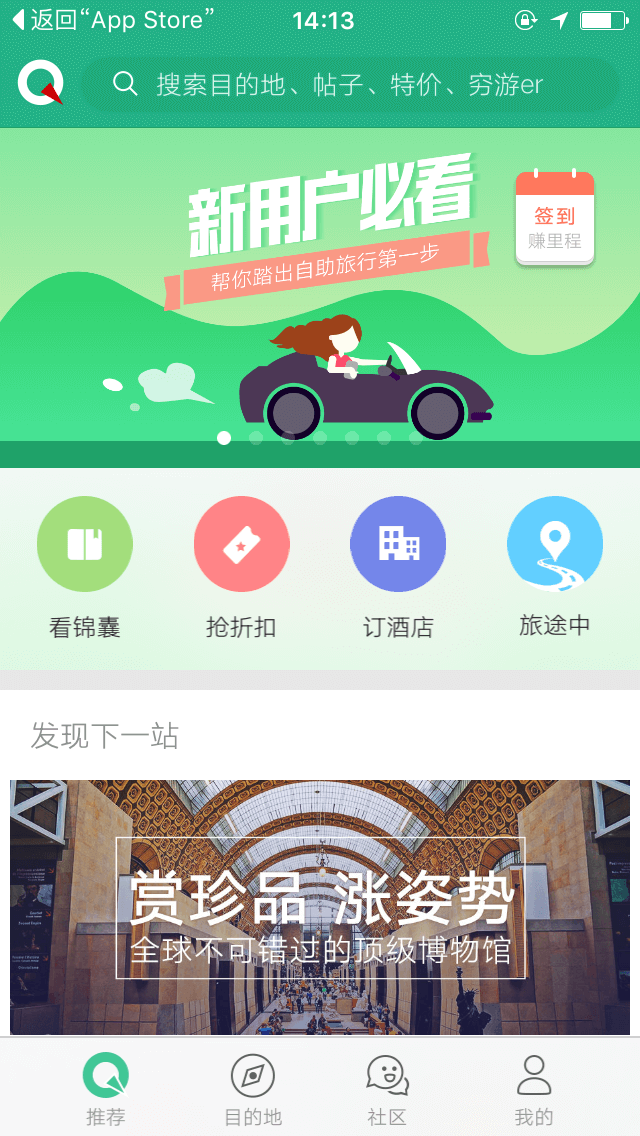 返回“App Store”
14:13
搜索目的地、帖子、特价、穷游er
新用户必看
帮你踏出自助旅行第一步
签到
赚里程
看锦囊
抢折扣
订酒店
旅途中
发现下一站
赏珍品 涨姿势
全球不可错过的顶级博物馆
推荐
目的地
社区
我的